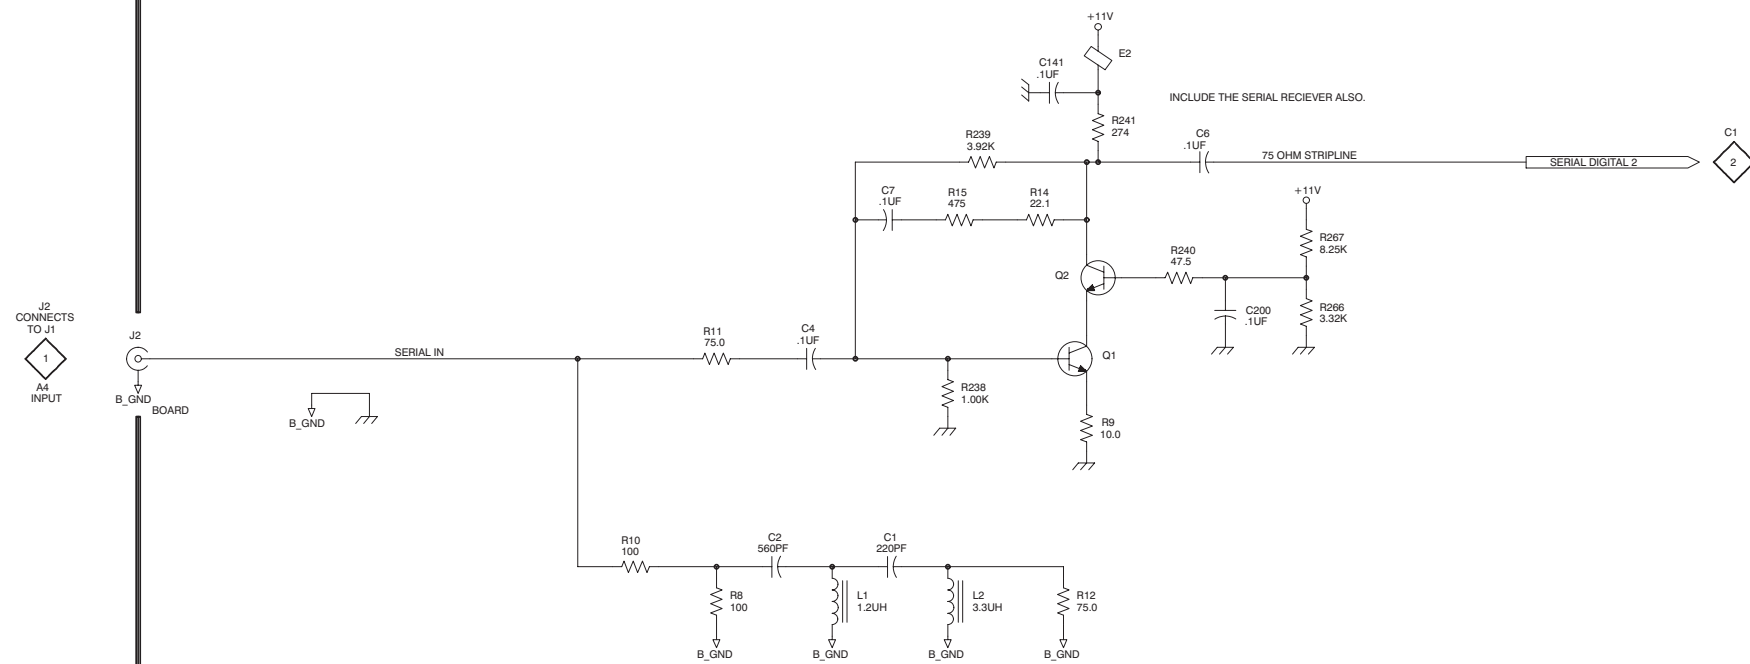 +11V
E2
C141
.1UF
INCLUDE THE SERIAL RECIEVER ALSO.
R241
274
R239
3.92K
C6
.1UF
75 OHM STRIPLINE
SERIAL DIGITAL 2
C1
2
C7
.1UF
R15
475
R14
22.1
+11V
R267
8.25K
R240
47.5
Q2
C200
.1UF
R266
3.32K
J2
CONNECTS
TO J1
1
A4
INPUT
J2
B_GND
BOARD
SERIAL IN
B_GND
R11
75.0
C4
.1UF
Q1
R238
1.00K
R9
10.0
R10
100
C2
560PF
C1
220PF
R8
100
L1
1.2UH
L2
3.3UH
R12
75.0
B_GND
B_GND
B_GND
B_GND